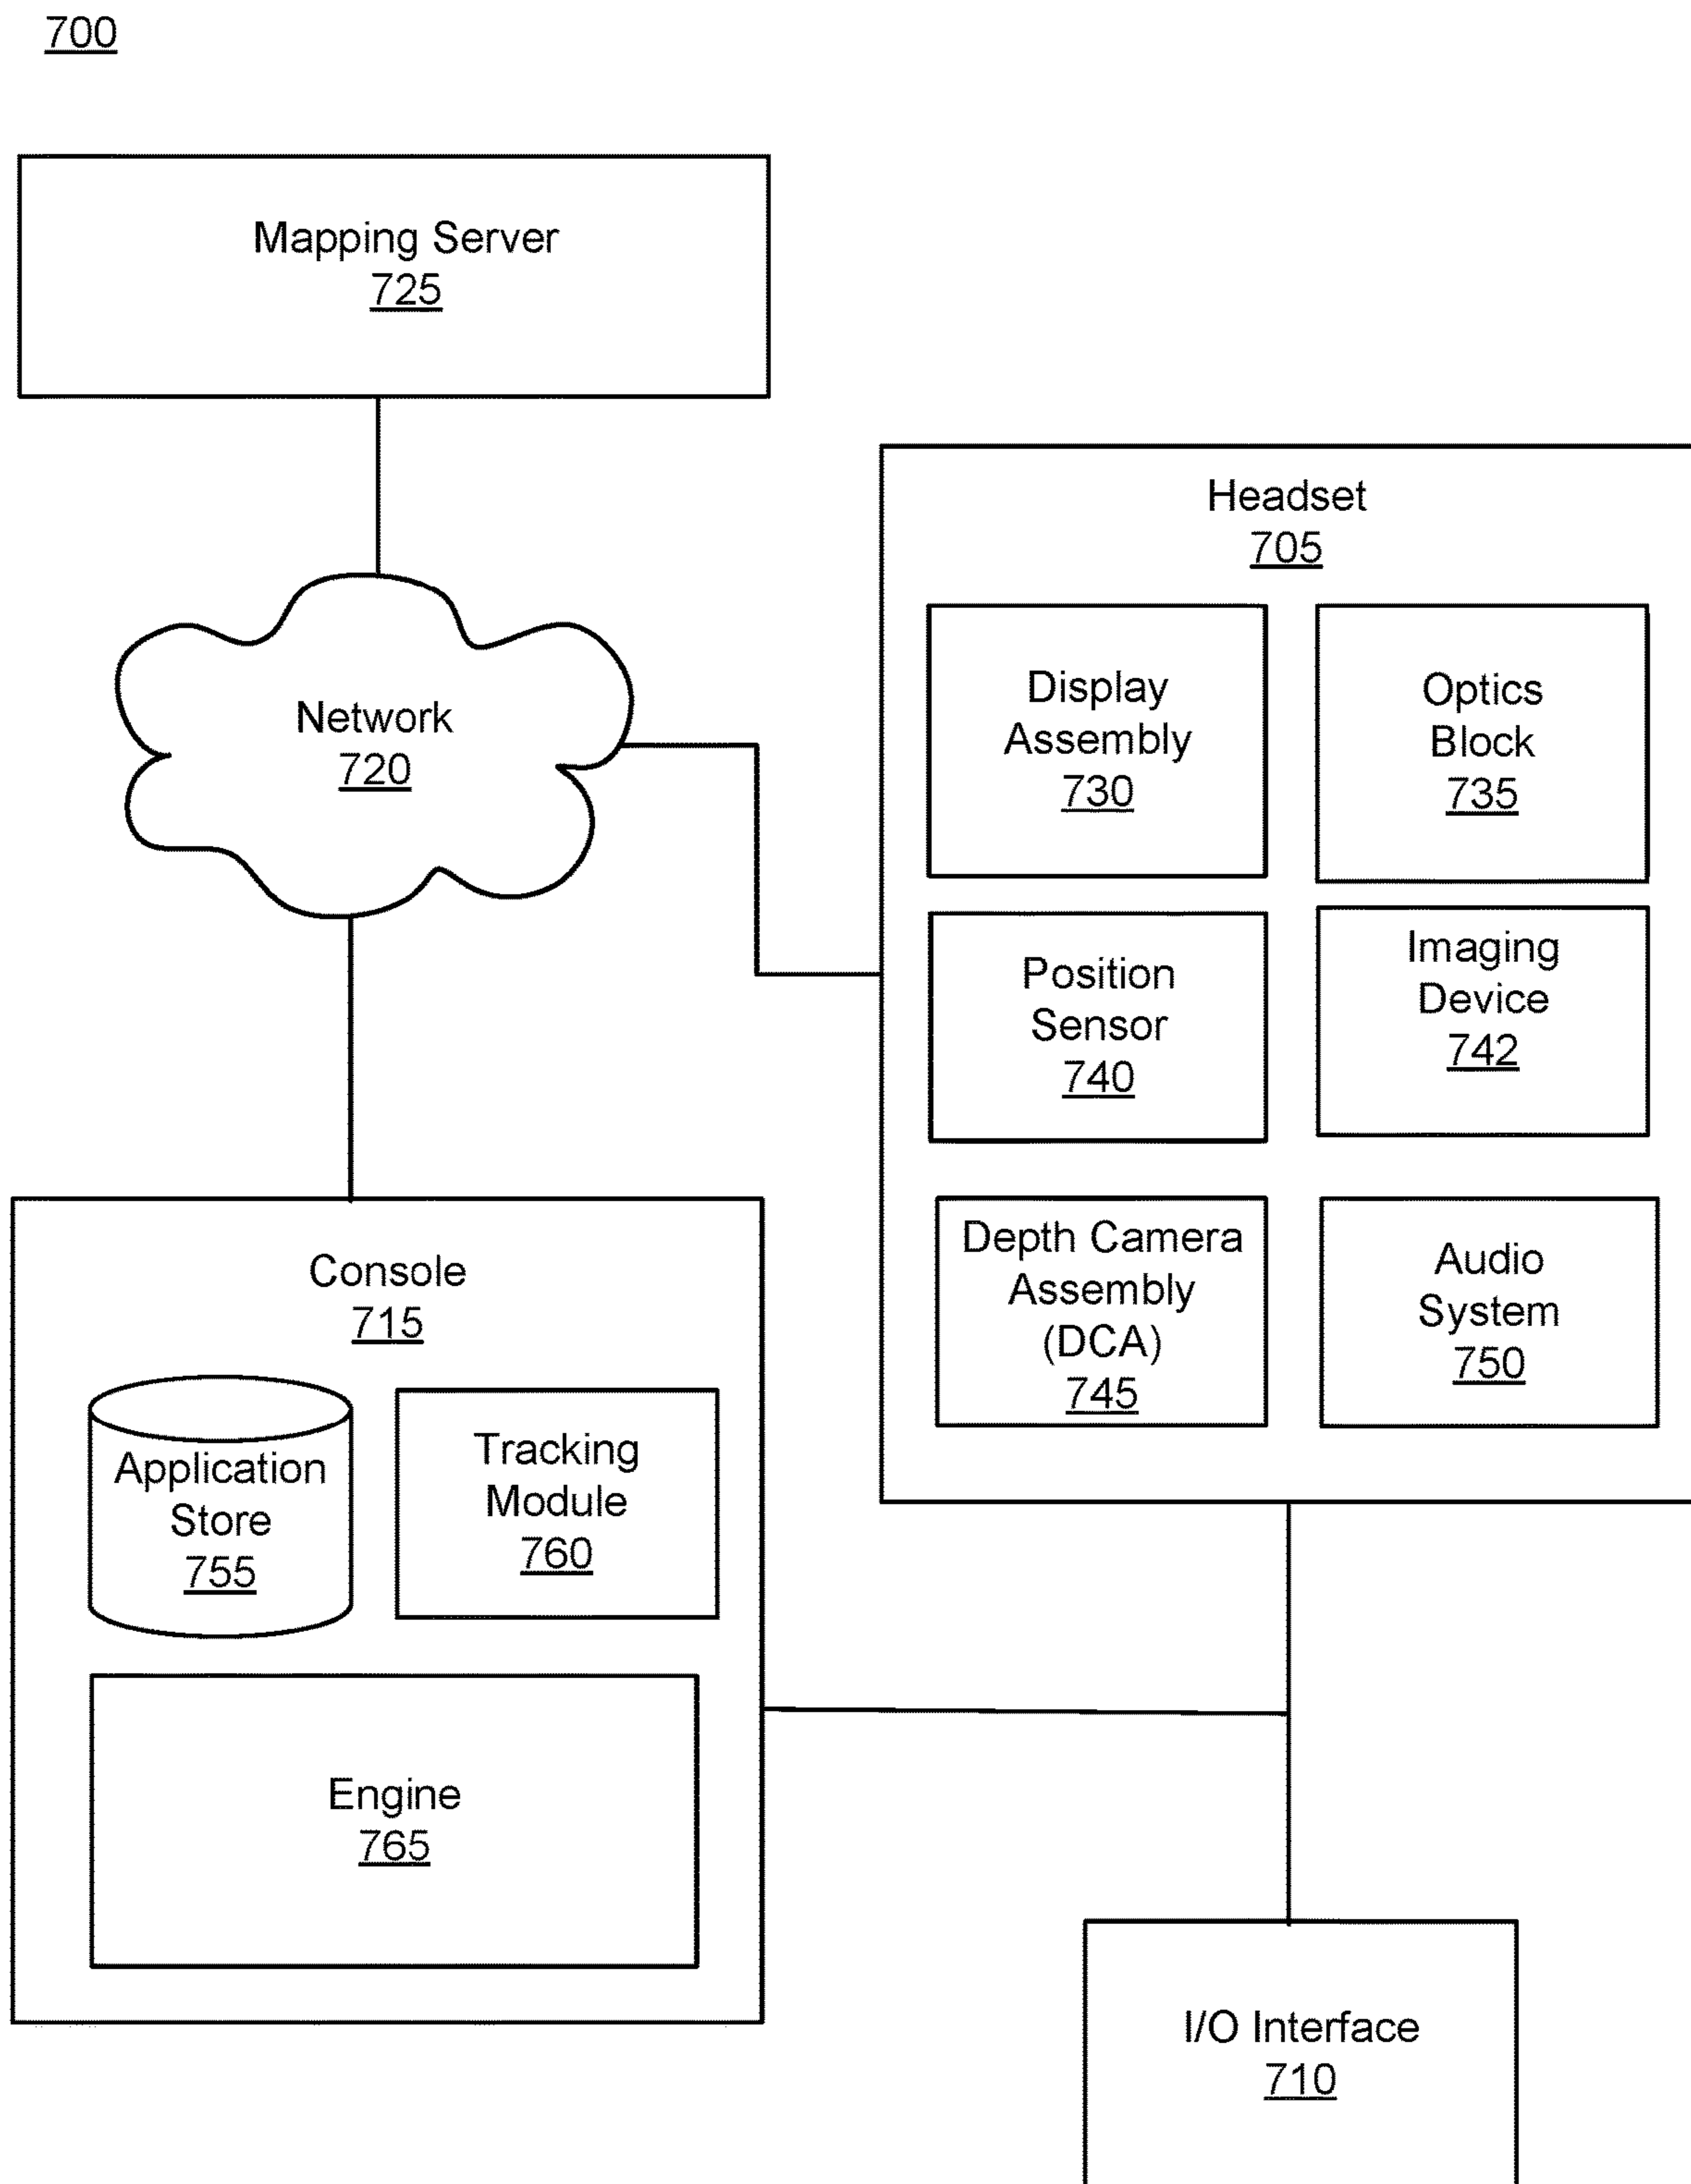 700
Mapping Server
725
Network
720
Headset
705
Display
Assembly
730
Optics
Block
735
Position
Sensor
740
Imaging
Device
742
Depth Camera
Assembly
(DCA)
745
Audio
System
750
Console
715
Application
Store
755
Tracking
Module
760
Engine
765
I/O Interface
710